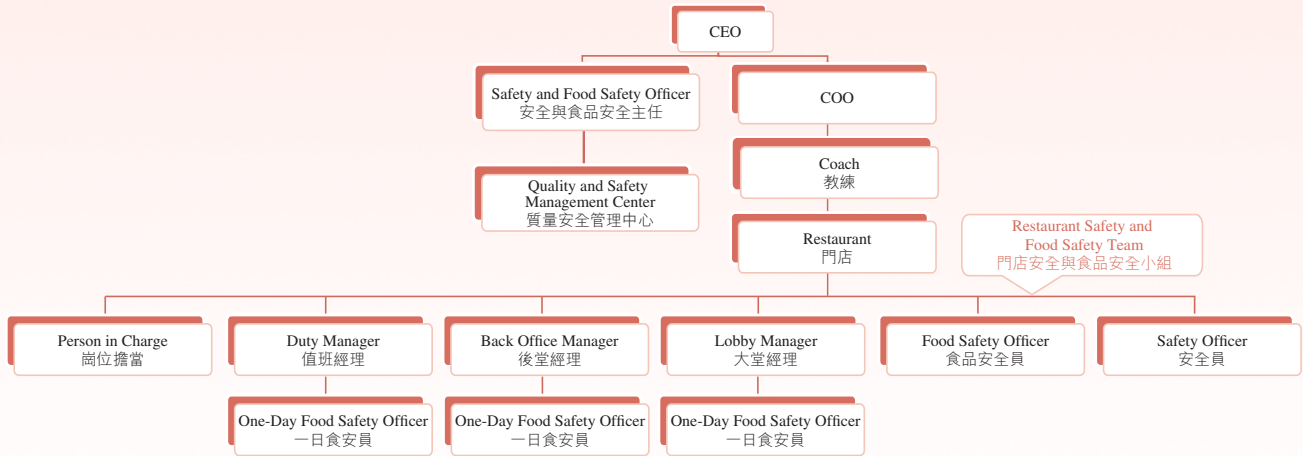 CEO
Safety and Food Safety Officer
安全與食品安全主任
COO
Quality and Safety
Management Center
質量安全管理中心
Coach
教練
Restaurant
門店
Restaurant Safety and
Food Safety Team
門店安全與食品安全小組
Person in Charge
崗位擔當
Duty Manager
值班經理
Back Office Manager
後堂經理
Lobby Manager
大堂經理
Food Safety Officer
食品安全員
Safety Officer
安全員
One-Day Food Safety Officer
一日食安員
One-Day Food Safety Officer
一日食安員
One-Day Food Safety Officer
一日食安員